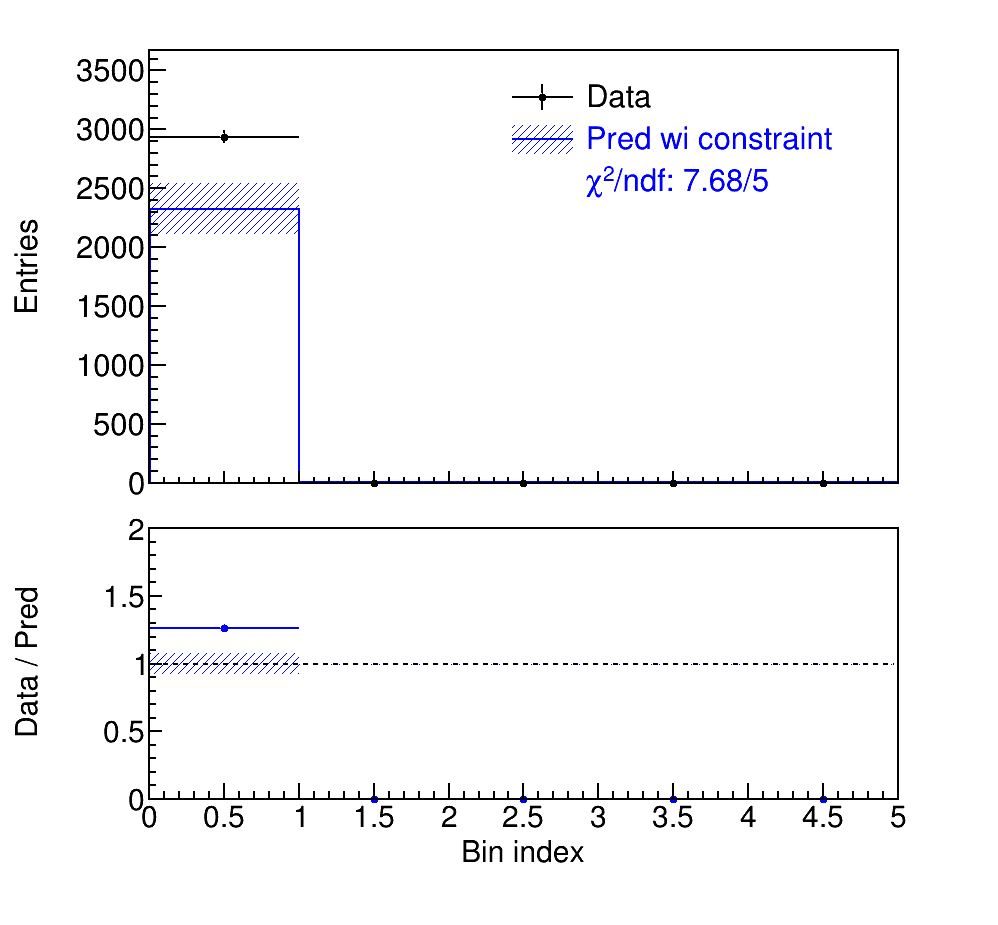 3500
3000
2500
2000
1500
1000
500
0
Entries
Data
Pred wi constraint
χ²/ndf: 7.68/5
2
1.5
1
0.5
0
Data / Pred
0 0.5 1 1.5 2 2.5 3 3.5 4 4.5 5
Bin index